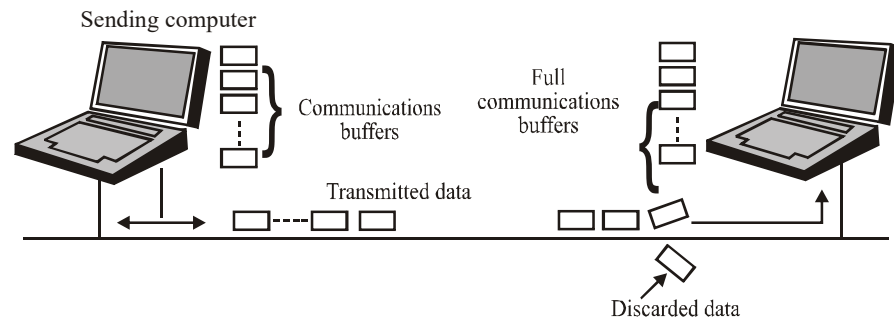 Sending computer
Communications
buffers
Full
communications
buffers
Transmitted data
Discarded data